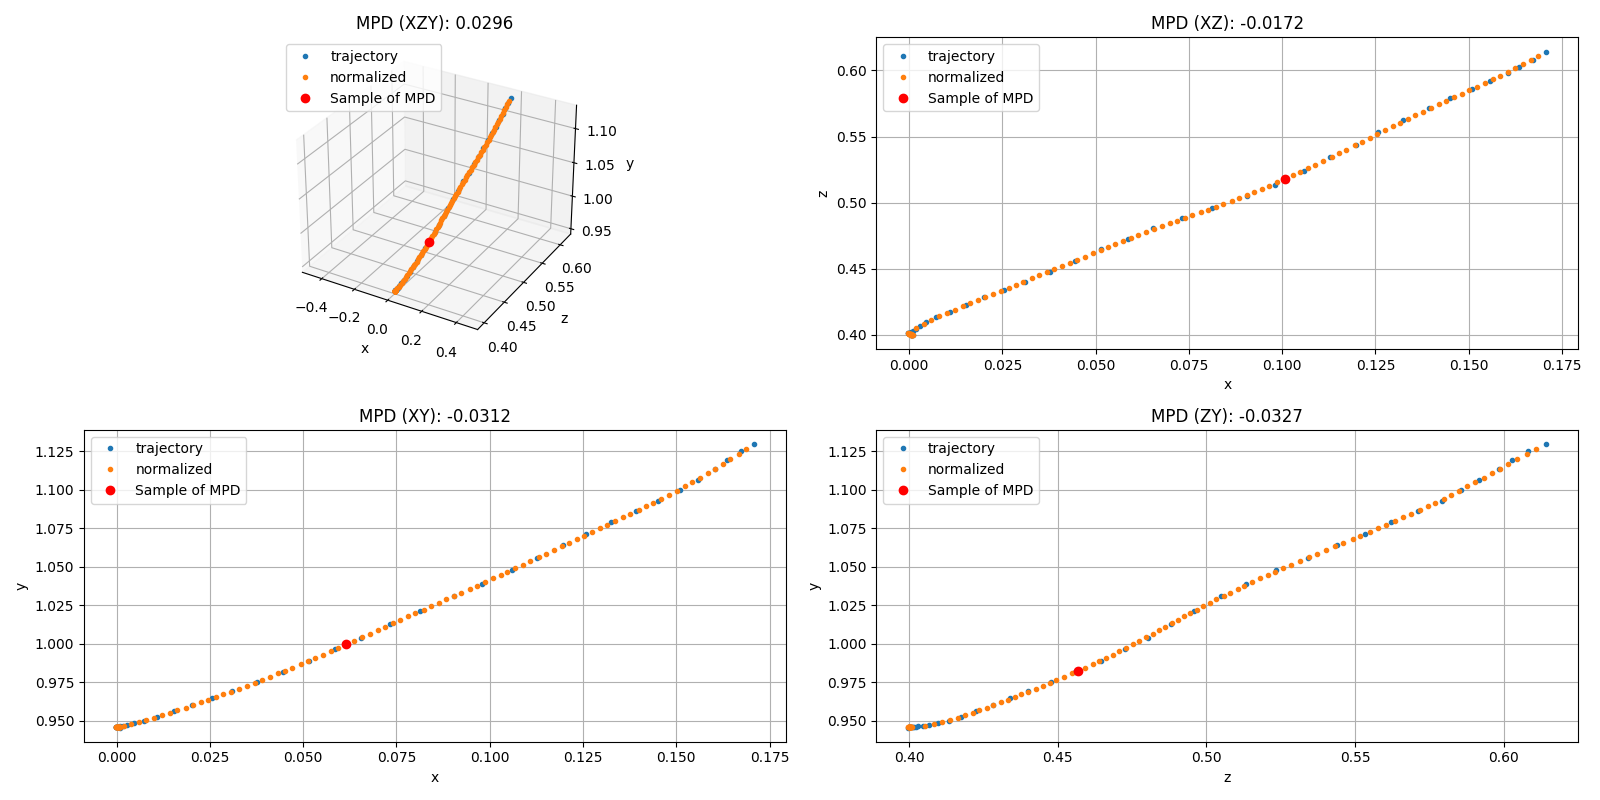 MPD (XZY): 0.0296
trajectory
normalized
Sample of MPD
1.10
1.05
1.00
0.95
y
0.60
0.55
0.50
0.45
0.40
z
−0.4
−0.2
0.0
0.2
0.4
x
MPD (XZ): -0.0172
trajectory
normalized
Sample of MPD
0.60
0.55
0.50
0.45
0.40
z
0.000 0.025 0.050 0.075 0.100 0.125 0.150 0.175
x
MPD (XY): -0.0312
trajectory
normalized
Sample of MPD
1.125
1.100
1.075
1.050
1.025
1.000
0.975
0.950
y
0.000 0.025 0.050 0.075 0.100 0.125 0.150 0.175
x
MPD (ZY): -0.0327
trajectory
normalized
Sample of MPD
1.125
1.100
1.075
1.050
1.025
1.000
0.975
0.950
y
0.40 0.45 0.50 0.55 0.60
z